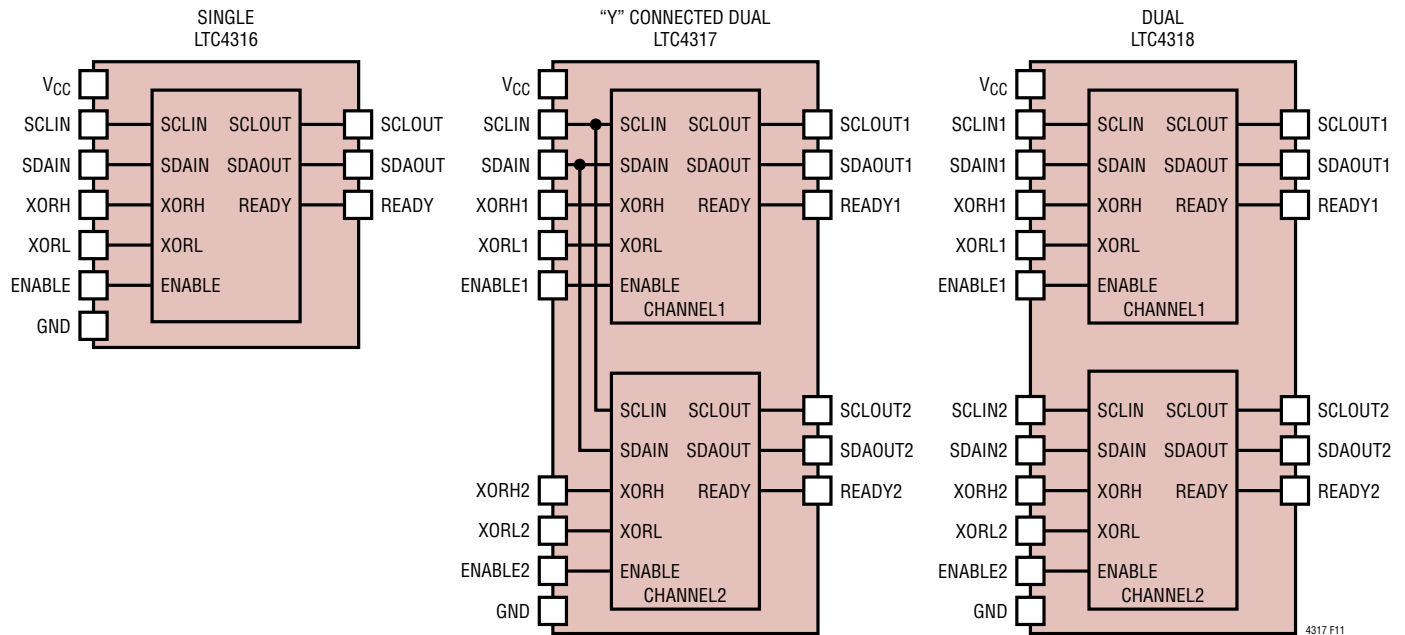 SINGLE
LTC4316
VCC
SCLIN
SDAIN
XORH
XORL
ENABLE
GND
SCLIN SCLOUT
SDAIN SDAOUT
XORH READY
XORL
ENABLE
SCLOUT
SDAOUT
READY
“Y” CONNECTED DUAL
LTC4317
VCC
SCLIN
SDAIN
XORH1
XORL1
ENABLE1
SCLIN SCLOUT
SDAIN SDAOUT
XORH READY
XORL
ENABLE
CHANNEL1
SCLOUT1
SDAOUT1
READY1
XORH2
XORL2
ENABLE2
GND
SCLIN SCLOUT
SDAIN SDAOUT
XORH READY
XORL
ENABLE
CHANNEL2
SCLOUT2
SDAOUT2
READY2
DUAL
LTC4318
VCC
SCLIN1
SDAIN1
XORH1
XORL1
ENABLE1
SCLIN SCLOUT
SDAIN SDAOUT
XORH READY
XORL
ENABLE
CHANNEL1
SCLOUT1
SDAOUT1
READY1
SCLIN2
SDAIN2
XORH2
XORL2
ENABLE2
GND
SCLIN SCLOUT
SDAIN SDAOUT
XORH READY
XORL
ENABLE
CHANNEL2
SCLOUT2
SDAOUT2
READY2
4317 F11